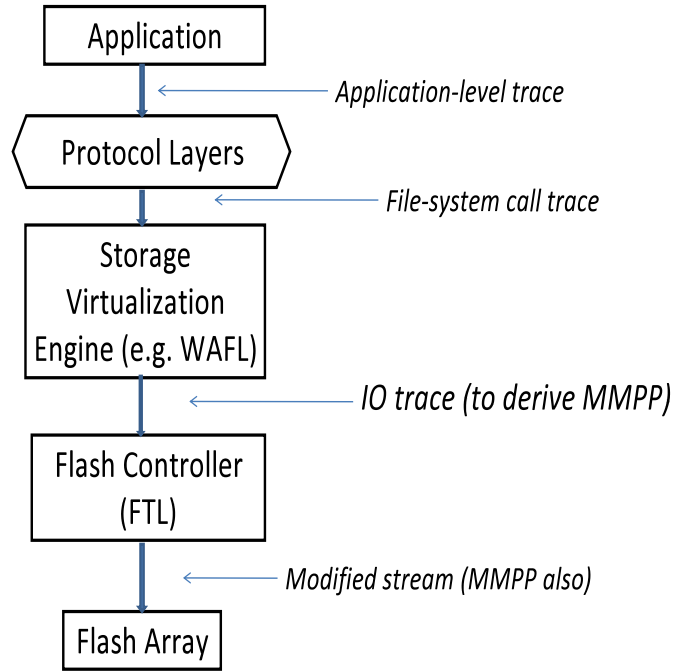 Application
Application-level trace
Protocol Layers
File-system call trace
Storage
Virtualization
Engine (e.g. WAFL)
IO trace (to derive MMPP)
Flash Controller
(FTL)
Modified stream (MMPP also)
Flash Array